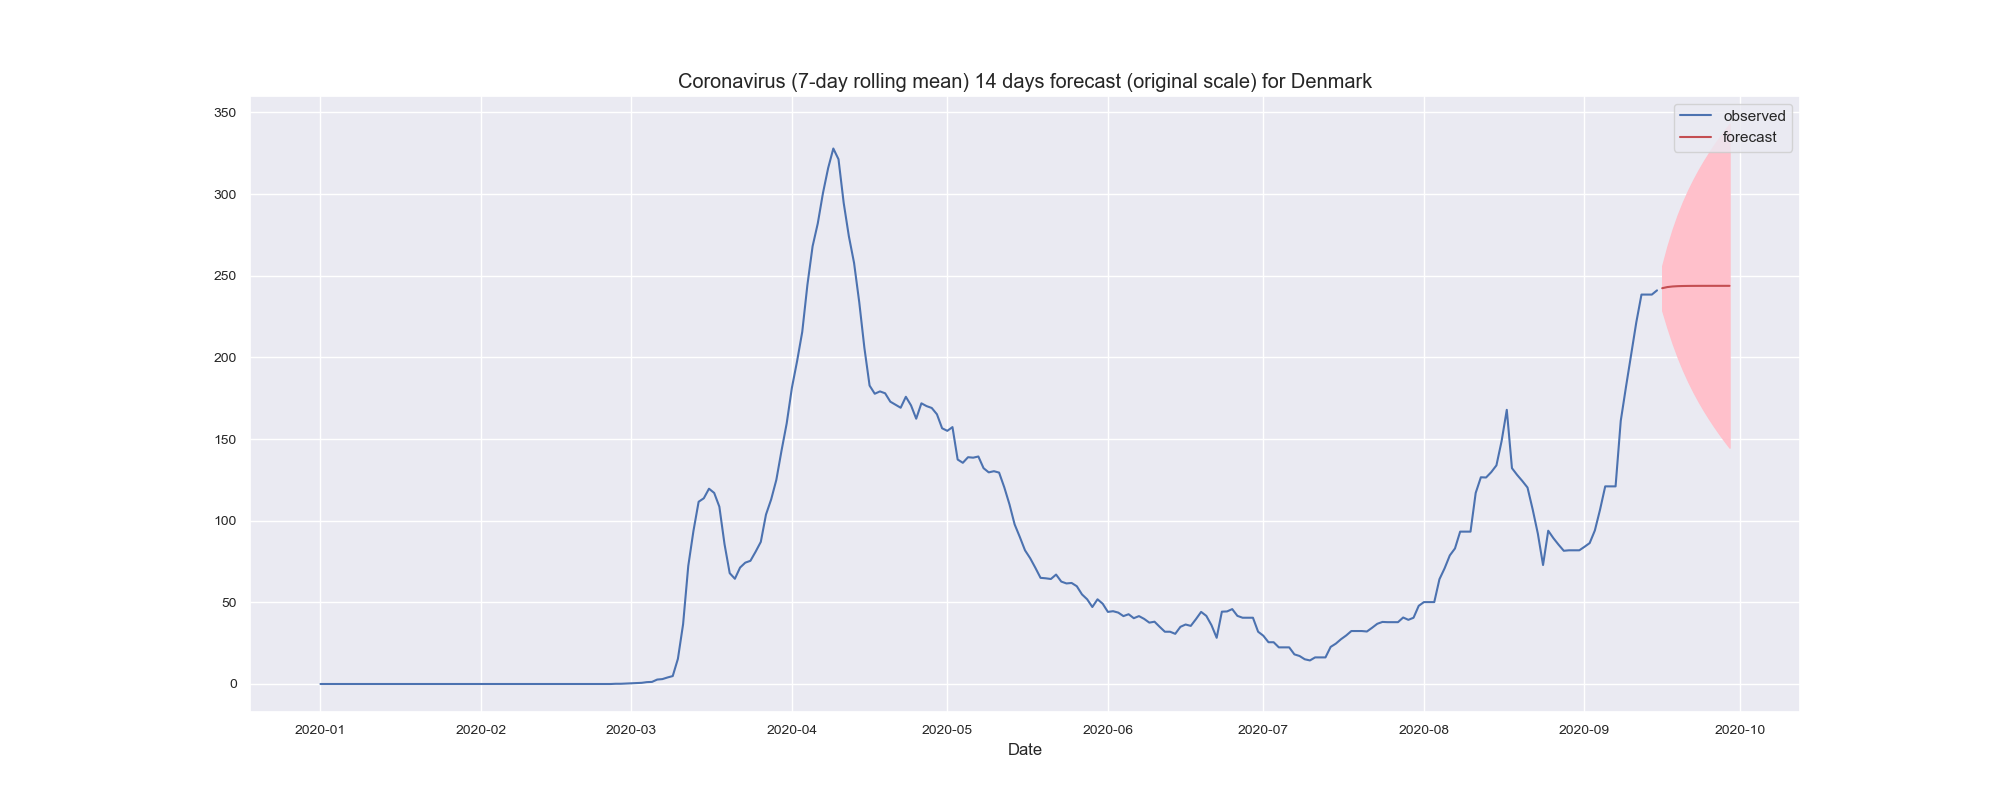 Coronavirus (7-day rolling mean) 14 days forecast (original scale) for Denmark
350
300
250
200
150
100
50
0
observed
forecast
2020-01 2020-02 2020-03 2020-04 2020-05 2020-06 2020-07 2020-08 2020-09 2020-10
Date